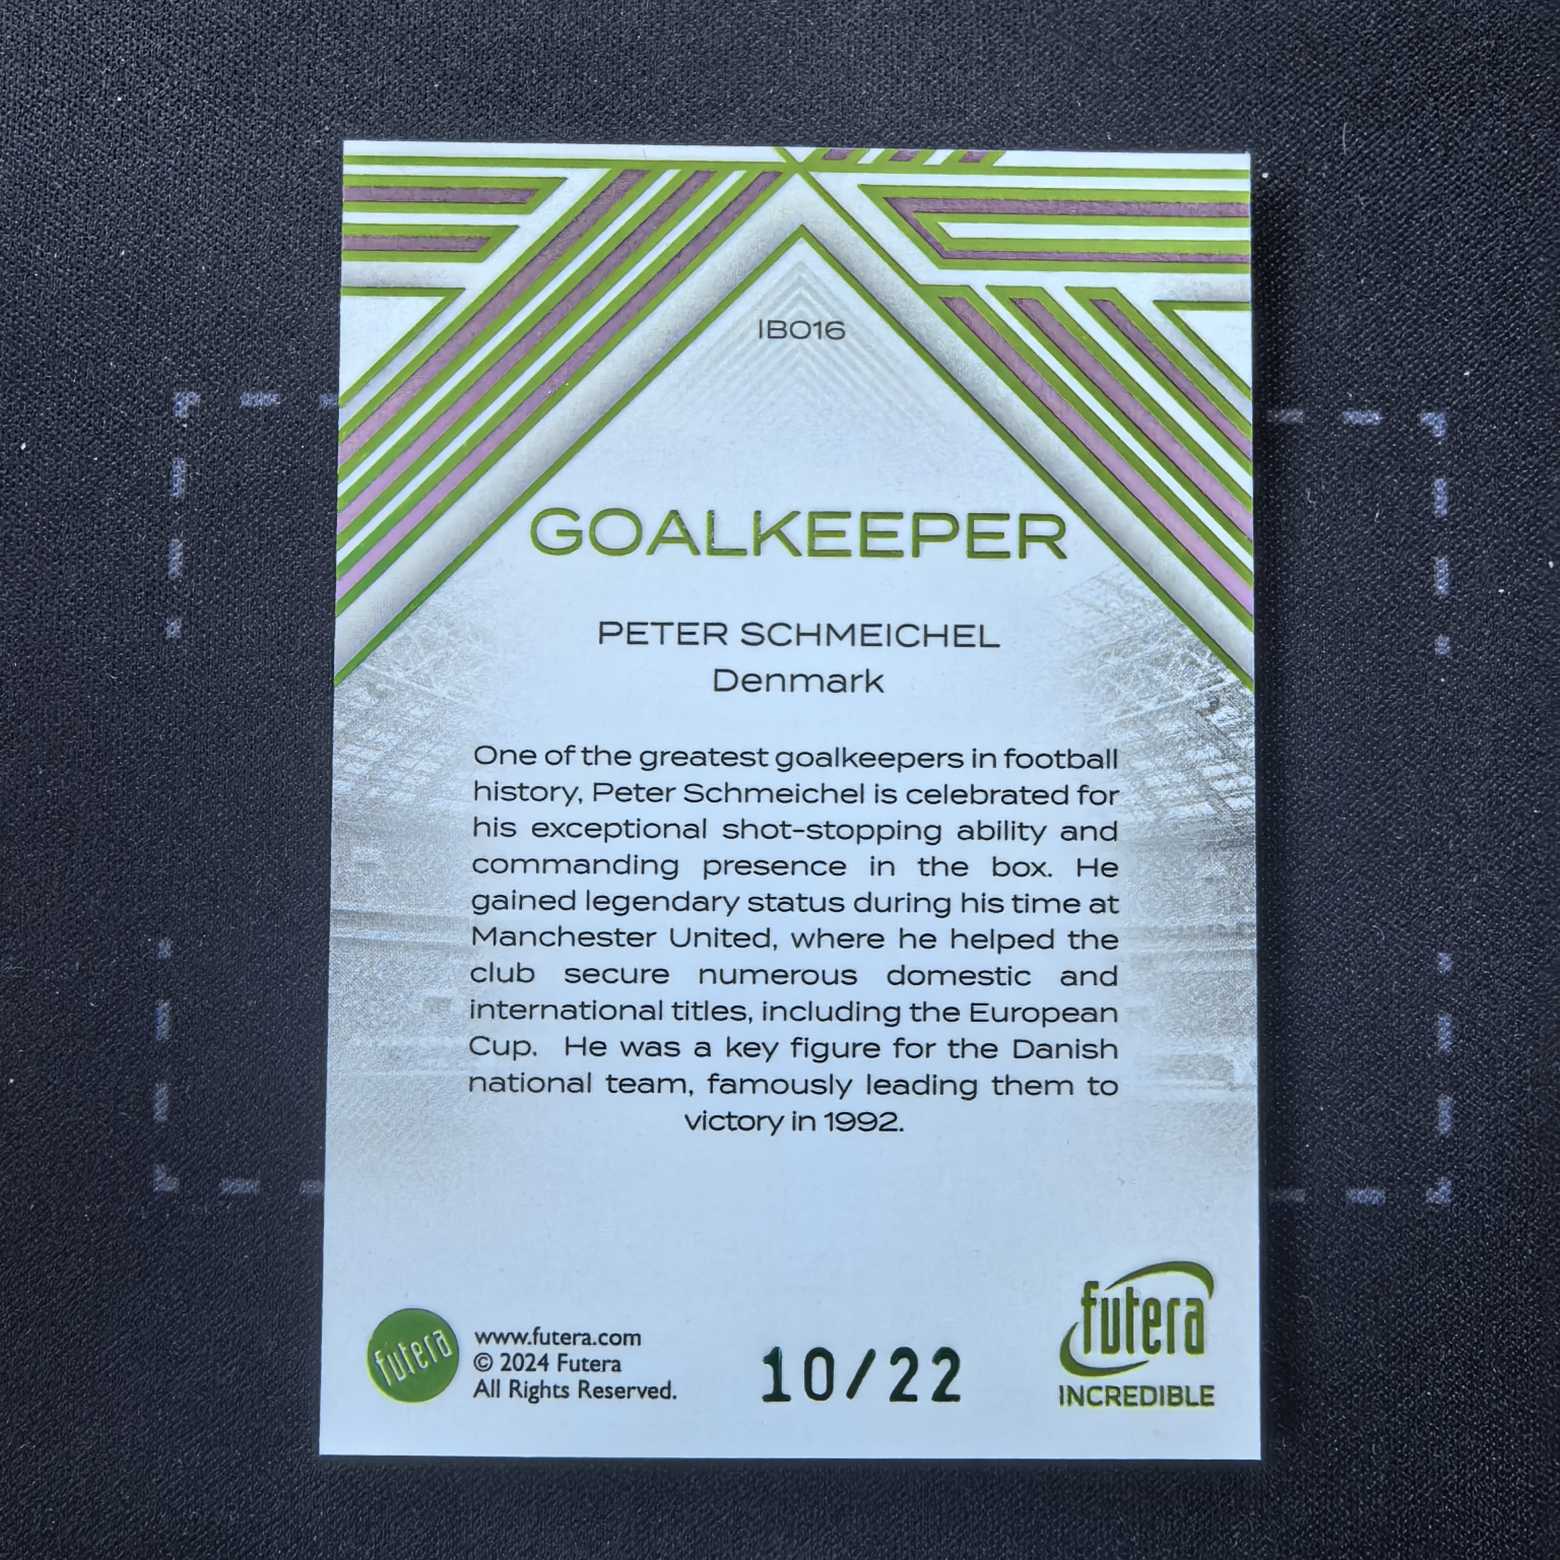 IB016
GOALKEEPER
PETER SCHMEICHEL
Denmark
One of the greatest goalkeepers in football
history, Peter Schmeichel is celebrated for
his exceptional shot-stopping ability and
commanding presence in the box. He
gained legendary status during his time at
Manchester United, where he helped the
club secure numerous domestic and
international titles, including the European
Cup. He was a key figure for the Danish
national team, famously leading them to
victory in 1992.
futera
www.futera.com
© 2024 Futera
All Rights Reserved.
10/22
futera
INCREDIBLE